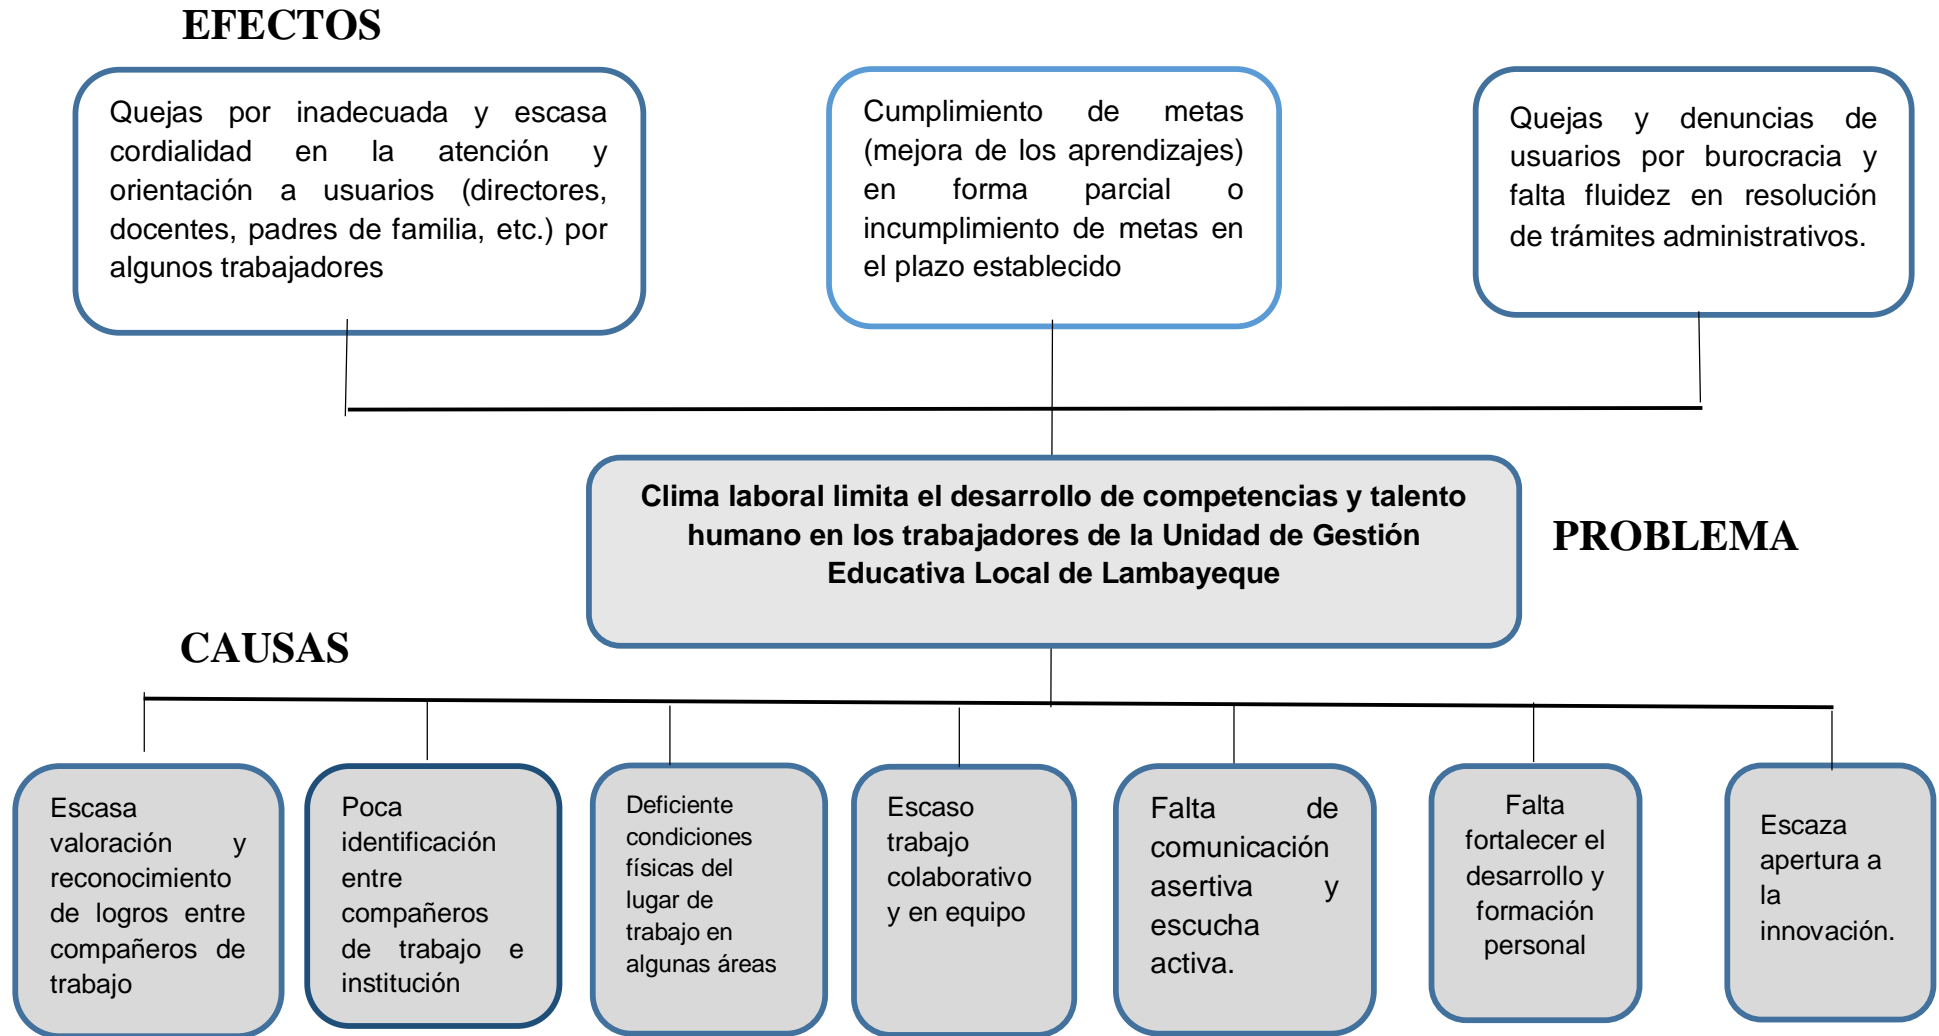 EFECTOS
Quejas por inadecuada y escasa
cordialidad en la atención y
orientación a usuarios (directores,
docentes, padres de familia, etc.) por
algunos trabajadores
Cumplimiento de metas
(mejora de los aprendizajes)
en forma parcial o
incumplimiento de metas en
el plazo establecido
Quejas y denuncias de
usuarios por burocracia y
falta fluidez en resolución
de trámites administrativos.
Clima laboral limita el desarrollo de competencias y talento
humano en los trabajadores de la Unidad de Gestión
Educativa Local de Lambayeque
PROBLEMA
CAUSAS
Escasa
valoración y
reconocimiento
de logros entre
compañeros de
trabajo
Poca
identificación
entre
compañeros
de trabajo e
institución
Deficiente
condiciones
físicas del
lugar de
trabajo en
algunas áreas
Escaso
trabajo
colaborativo
y en equipo
Falta de
comunicación
asertiva y
escucha
activa.
Falta
fortalecer el
desarrollo y
formación
personal
Escaza
apertura a
la
innovación.